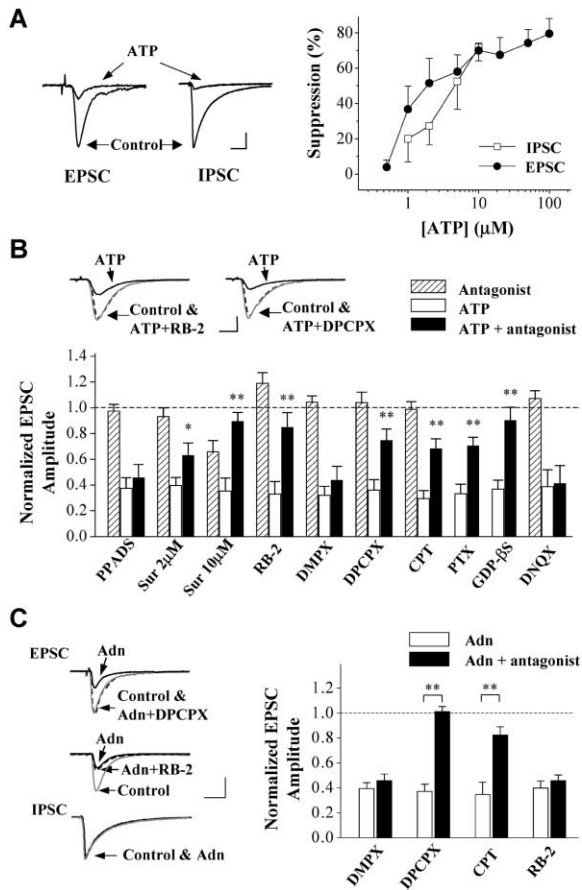 A
ATP
Control
EPSC
IPSC
Suppression (%)
80
60
40
20
0
1
10
100
[ATP] (μM)
IPSC
EPSC
B
ATP
ATP
Control &
ATP+RB-2
Control &
ATP+DPCPX
Antagonist
ATP
ATP + antagonist
Normalized EPSC
Amplitude
1.4
1.2
1.0
0.8
0.6
0.4
0.2
0.0
*
**
**
**
**
**
**
PPADS
Sur 2μM
Sur 10μM
RB-2
DMPX
DPCPX
CPT
PTX
GDP-βS
DNQX
C
EPSC
Adn
Control &
Adn+DPCPX
Adn
Adn+RB-2
Control
IPSC
Control & Adn
Adn
Adn + antagonist
Normalized EPSC
Amplitude
1.2
1.0
0.8
0.6
0.4
0.2
0.0
**
**
DMPX
DPCPX
CPT
RB-2